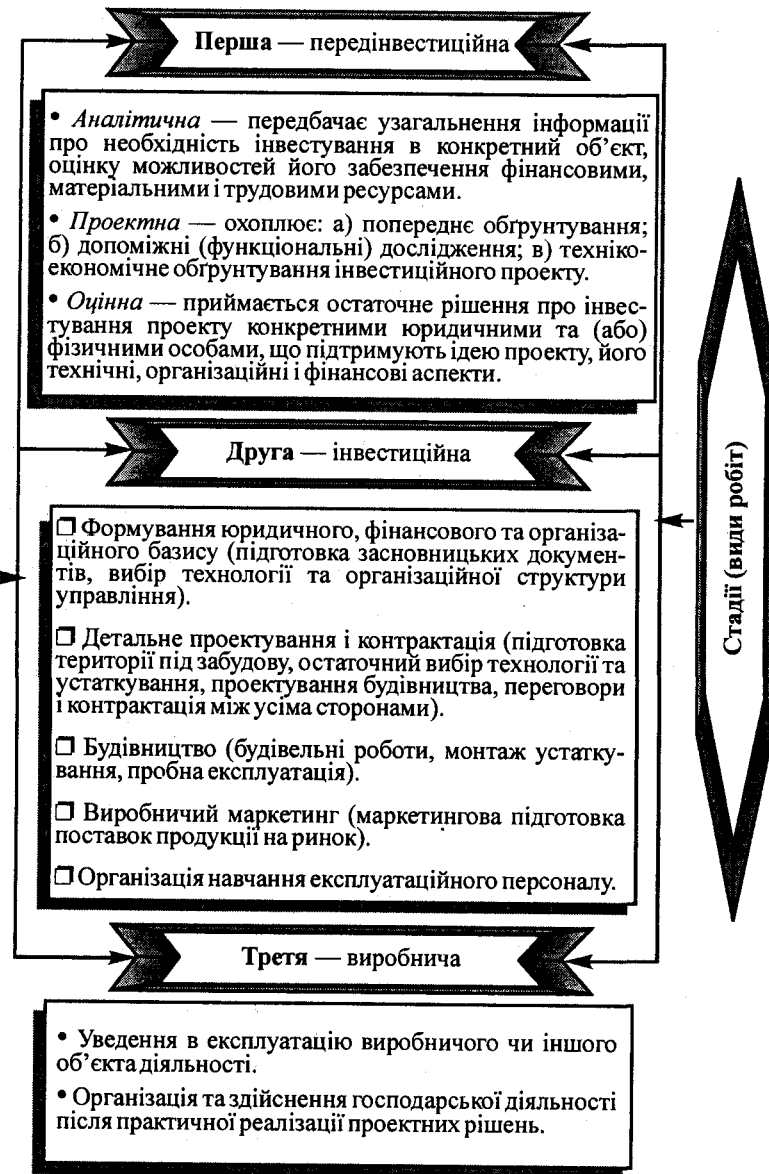 Перша — передінвестиційна
• Аналітична — передбачає узагальнення інформації
про необхідність інвестування в конкретний об’єкт,
оцінку можливостей його забезпечення фінансовими,
матеріальними і трудовими ресурсами.
• Проектна — охоплює: а) попереднє обґрунтування;
б) допоміжні (функціональні) дослідження; в) техніко-
економічне обґрунтування інвестиційного проекту.
• Оцінна — приймається остаточне рішення про інвес-
тування проекту конкретними юридичними та (або)
фізичними особами, що підтримують ідею проекту, його
технічні, організаційні і фінансові аспекти.
Друга — інвестиційна
❒ Формування юридичного, фінансового та організа-
ційного базису (підготовка засновницьких докумен-
тів, вибір технології та організаційної структури
управління).
❒ Детальне проектування і контрактація (підготовка
території під забудову, остаточний вибір технології та
устаткування, проектування будівництва, переговори
і контрактація між усіма сторонами).
❒ Будівництво (будівельні роботи, монтаж устатку-
вання, пробна експлуатація).
❒ Виробничий маркетинг (маркетингова підготовка
поставок продукції на ринок).
❒ Організація навчання експлуатаційного персоналу.
Третя — виробнича
• Уведення в експлуатацію виробничого чи іншого
об’єкта діяльності.
• Організація та здійснення господарської діяльності
після практичної реалізації проектних рішень.
Стадії (види робіт)